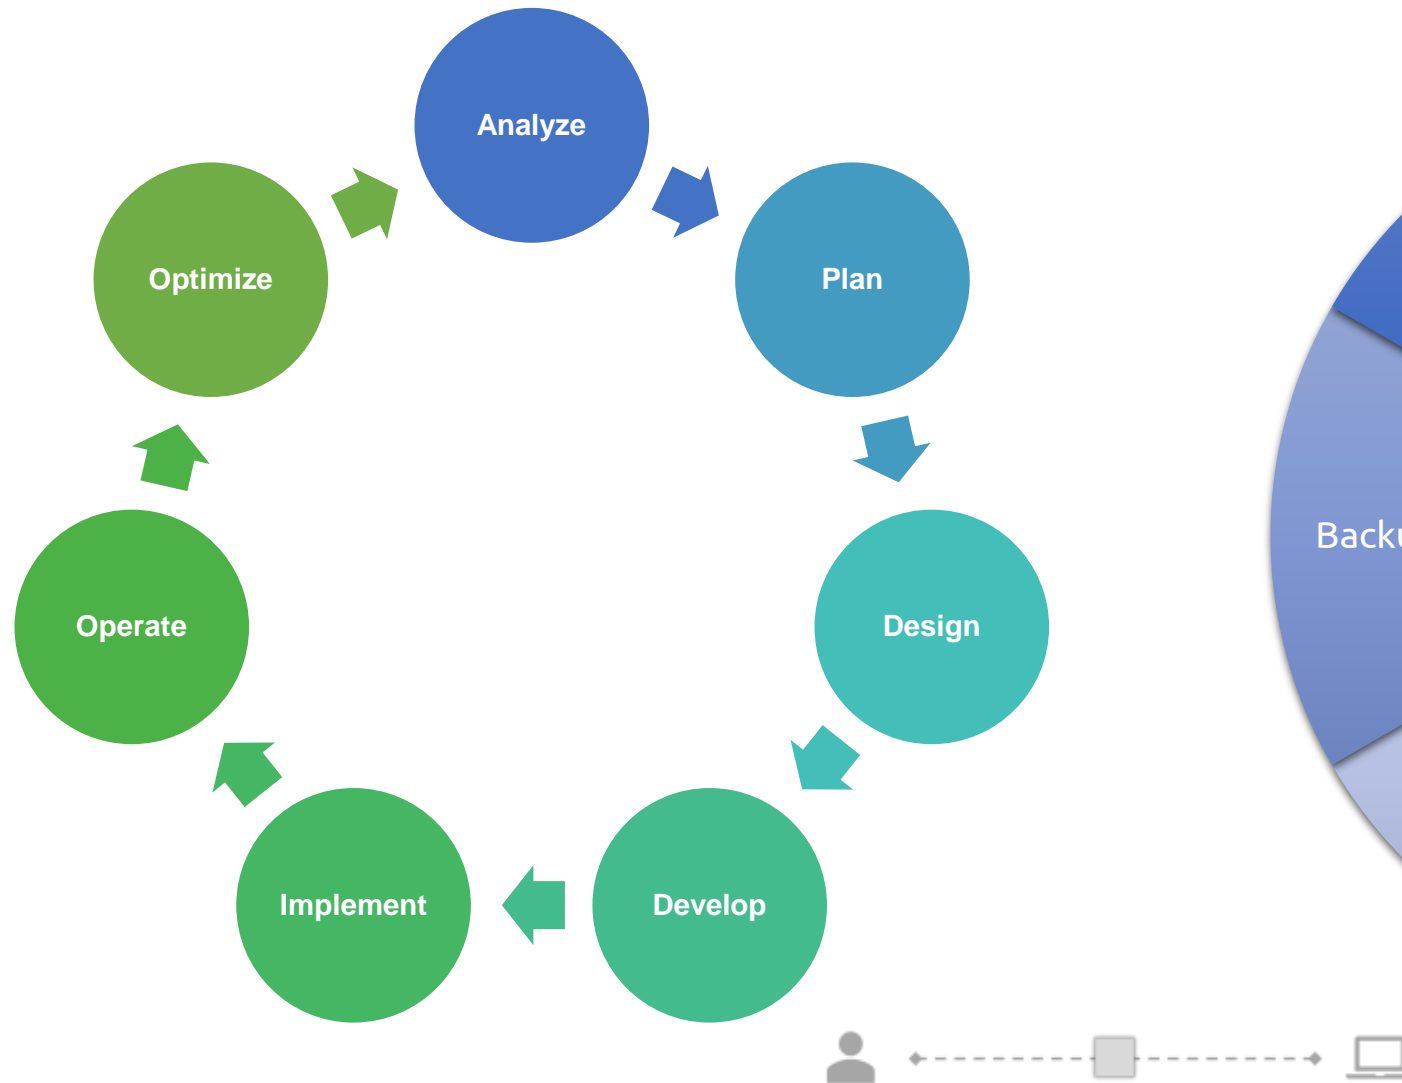 Analyze
Plan
Design
Develop
Implement
Operate
Optimize